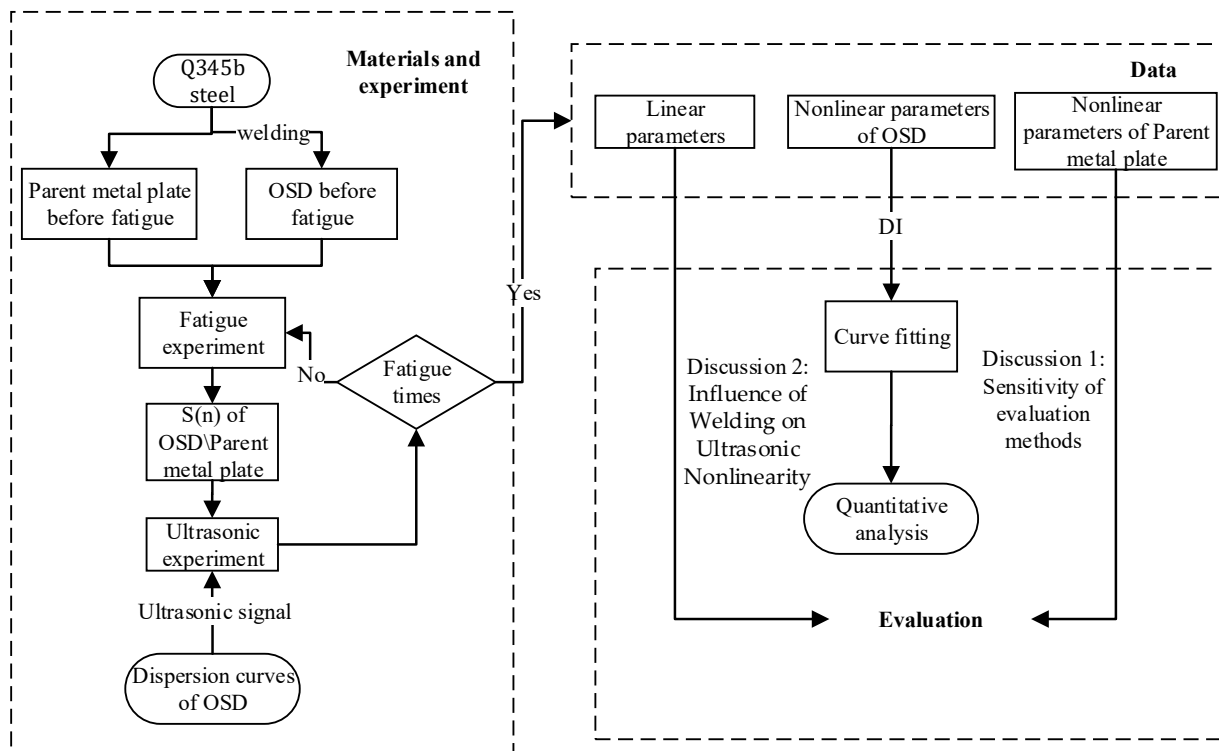 Materials and
experiment
Q345b
steel
welding
Parent metal plate
before fatigue
OSD before
fatigue
Fatigue
experiment
No
Fatigue
times
Yes
S(n) of
OSD\Parent
metal plate
Ultrasonic
experiment
Ultrasonic signal
Dispersion curves
of OSD
Data
Linear
parameters
Nonlinear parameters
of OSD
Nonlinear
parameters of Parent
metal plate
DI
Curve fitting
Discussion 2:
Influence of
Welding on
Ultrasonic
Nonlinearity
Discussion 1:
Sensitivity of
evaluation
methods
Quantitative
analysis
Evaluation